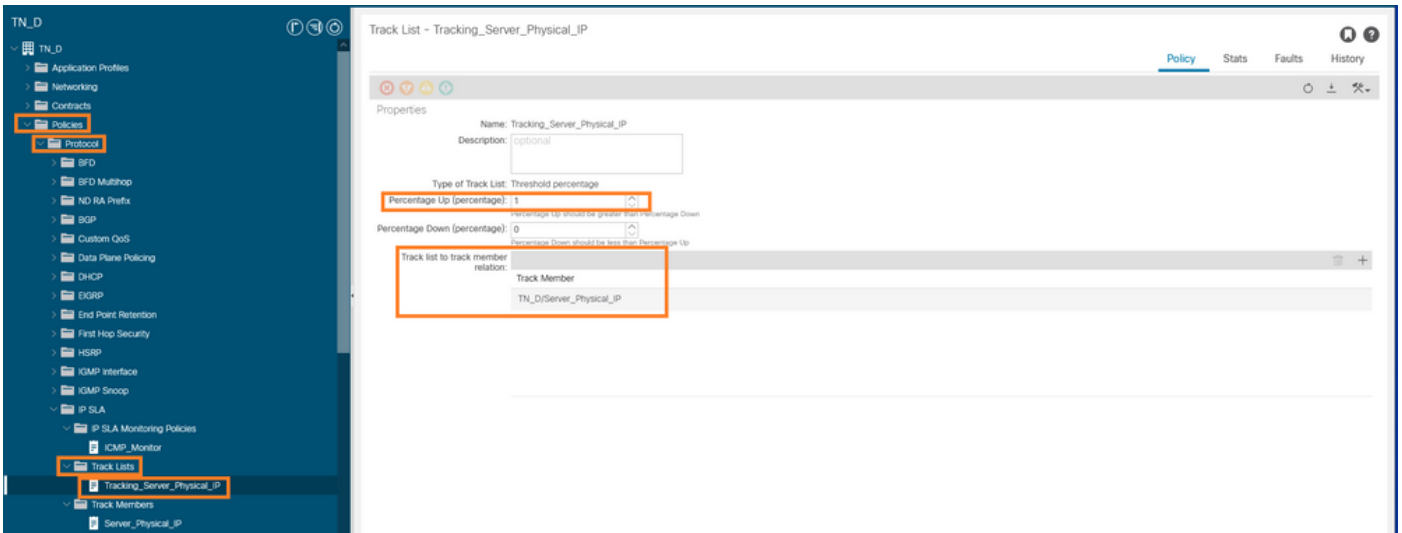 TN_D
TN_D
Application Profiles
Networking
Contracts
Policies
Protocol
BFD
BFD Multihop
ND RA Prefix
BGP
Custom QoS
Data Plane Policing
DHCP
EIGRP
End Point Retention
First Hop Security
HSRP
IGMP Interface
IGMP Snoop
IP SLA
IP SLA Monitoring Policies
ICMP_Monitor
Track Lists
Tracking_Server_Physical_IP
Track Members
Server_Physical_IP
Track List - Tracking_Server_Physical_IP
Policy Stats Faults History
Properties
Name: Tracking_Server_Physical_IP
Description: optional
Type of Track List: Threshold percentage
Percentage Up (percentage): 1
Percentage Up should be greater than Percentage Down
Percentage Down (percentage): 0
Percentage Down should be less than Percentage Up
Track list to track member
relation:
Track Member
TN_D/Server_Physical_IP